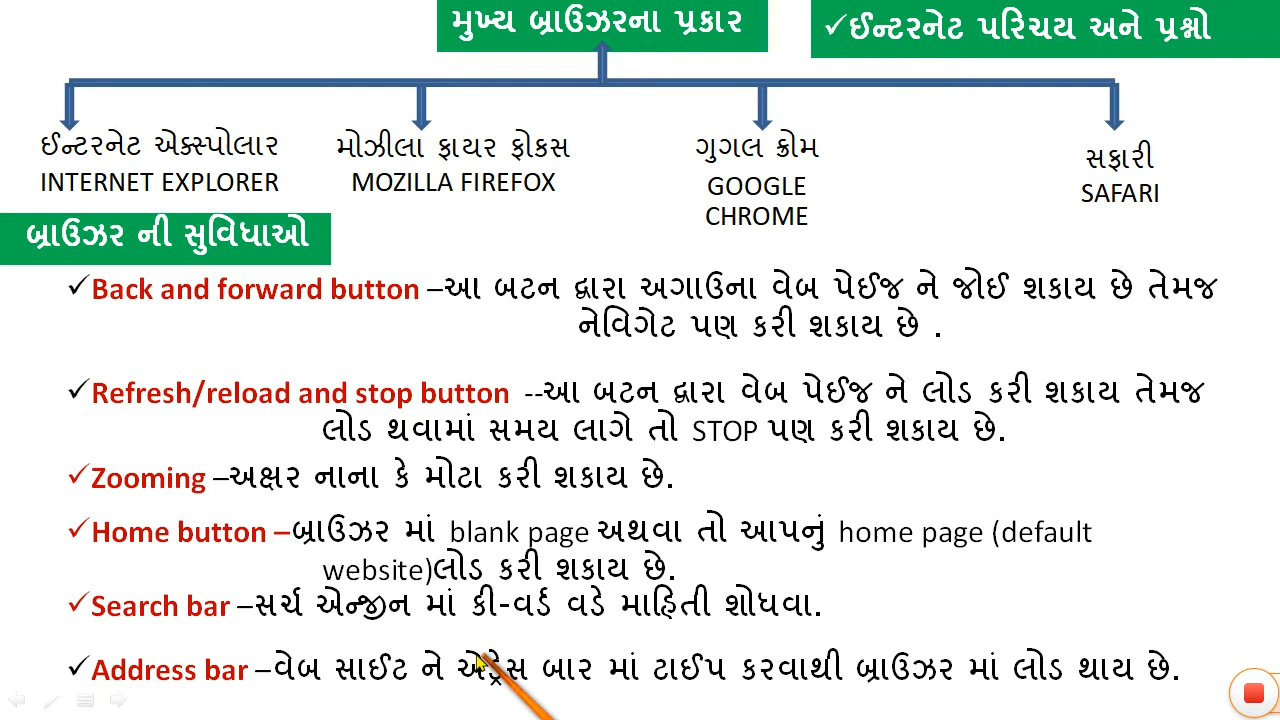 મુખ્ય બ્રાઉઝરના પ્રકાર
✓ઈન્ટરનેટ પરિચય અને પ્રશ્નો
ઈન્ટરનેટ એક્સ્પોલાર
INTERNET EXPLORER
મોઝીલા ફાયર ફોકસ
MOZILLA FIREFOX
ગુગલ ક્રોમ
GOOGLE
CHROME
સફારી
SAFARI
બ્રાઉઝર ની સુવિધાઓ
✓Back and forward button –આ બટન દ્વારા અગાઉના વેબ પેઈજ ને જોઈ શકાય છે તેમજ
નેવિગેટ પણ કરી શકાય છે .
✓Refresh/reload and stop button --આ બટન દ્વારા વેબ પેઈજ ને લોડ કરી શકાય તેમજ
લોડ થવામાં સમય લાગે તો STOP પણ કરી શકાય છે.
✓Zooming –અક્ષર નાના કે મોટા કરી શકાય છે.
✓Home button –બ્રાઉઝર માં blank page અથવા તો આપનું home page (default
website)લોડ કરી શકાય છે.
✓Search bar –સર્ચ એન્જીન માં કી-વર્ડ વડે માહિતી શોધવા.
✓Address bar –વેબ સાઈટ ને એડ્રેસ બાર માં ટાઈપ કરવાથી બ્રાઉઝર માં લોડ થાય છે.